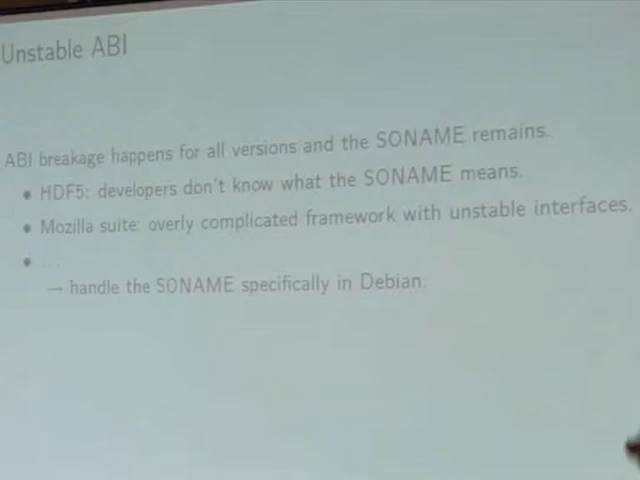 Unstable ABI
ABI breakage happens for all versions and the SONAME remains.
• HDF5: developers don't know what the SONAME means.
• Mozilla suite: overly complicated framework with unstable interfaces.
• ...
→ handle the SONAME specifically in Debian.